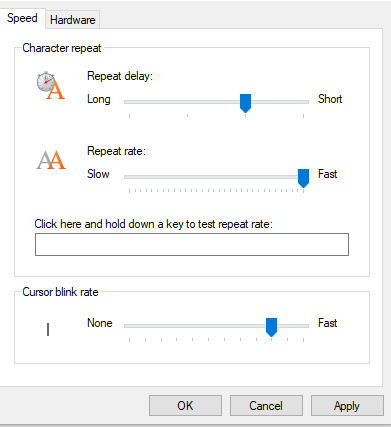 Speed
Hardware
Character repeat
A
Repeat delay:
Long
Short
AA
Repeat rate:
Slow
Fast
Click here and hold down a key to test repeat rate:
Cursor blink rate
None
Fast
OK
Cancel
Apply